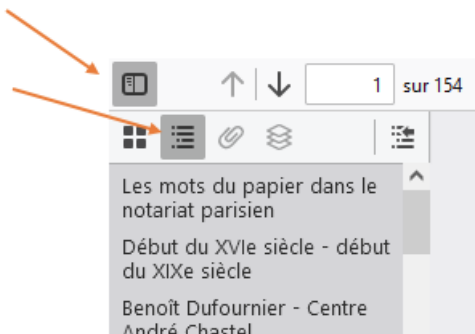 1 sur 154
Les mots du papier dans le
notariat parisien
Début du XVIe siècle - début
du XIXe siècle
Benoît Dufournier - Centre
André Chastel